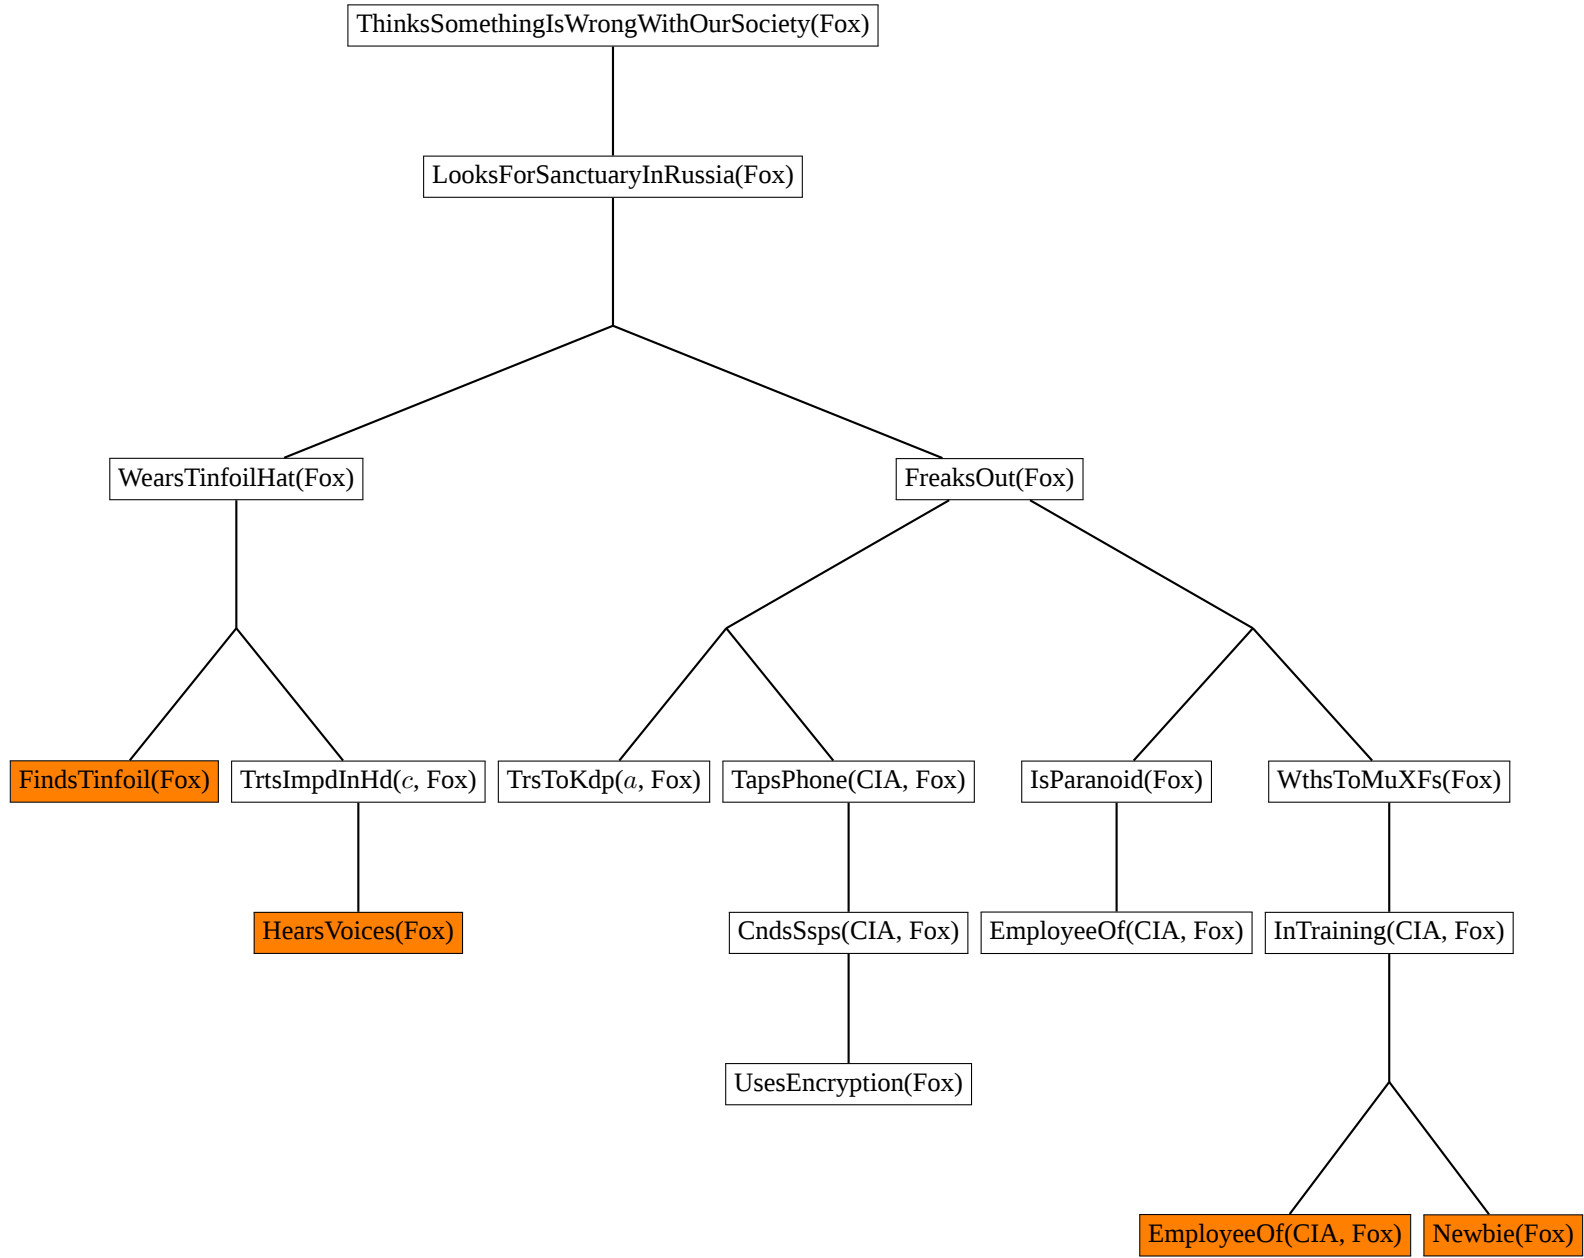 ThinksSomethingIsWrongWithOurSociety(Fox)
LooksForSanctuaryInRussia(Fox)
WearsTinfoilHat(Fox)
FreaksOut(Fox)
FindsTinfoil(Fox)
TrtsImpdInHd(c, Fox)
TrsToKdp(a, Fox)
TapsPhone(CIA, Fox)
IsParanoid(Fox)
WthsToMuXFs(Fox)
HearsVoices(Fox)
CndsSsps(CIA, Fox)
EmployeeOf(CIA, Fox)
InTraining(CIA, Fox)
UsesEncryption(Fox)
EmployeeOf(CIA, Fox)
Newbie(Fox)